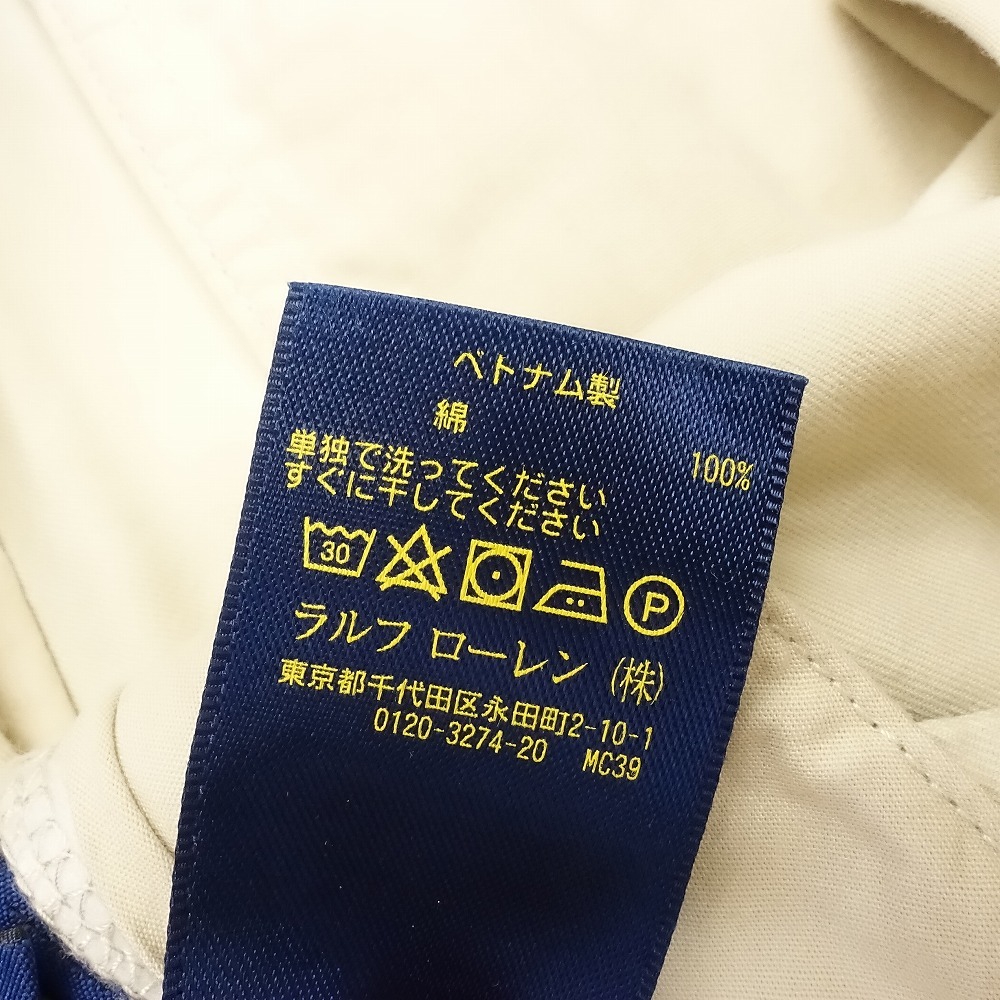 ベトナム製
綿 100%
単独で洗ってください
すぐに干してください
30 P
ラルフ ローレン (株)
東京都千代田区永田町2-10-1
0120-3274-20 MC39